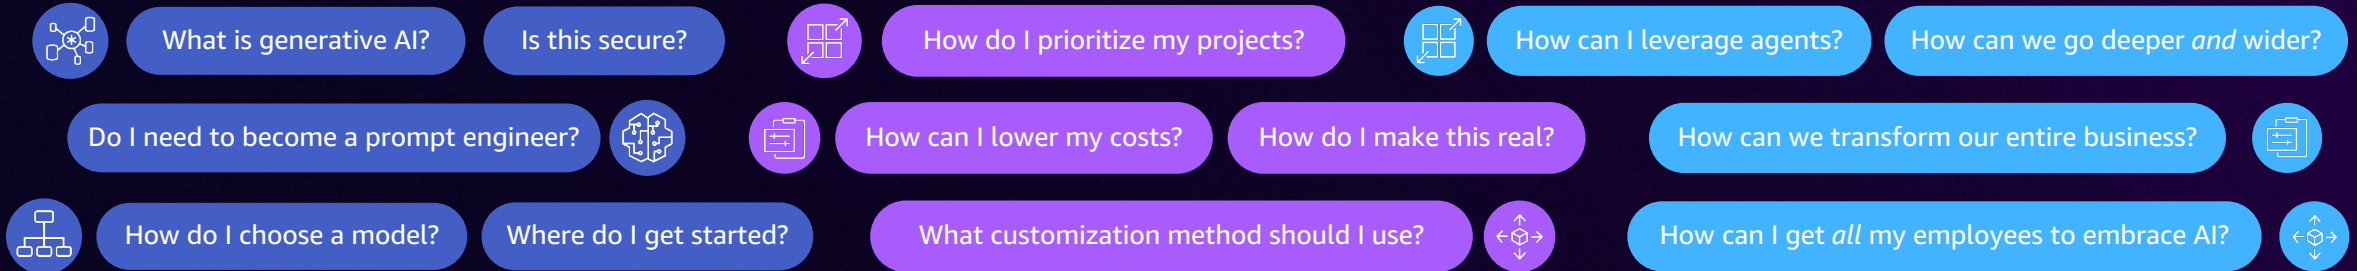 What is generative AI?
Is this secure?
How do I prioritize my projects?
How can I leverage agents?
How can we go deeper and wider?
Do I need to become a prompt engineer?
How can I lower my costs?
How do I make this real?
How can we transform our entire business?
How do I choose a model?
Where do I get started?
What customization method should I use?
How can I get all my employees to embrace AI?